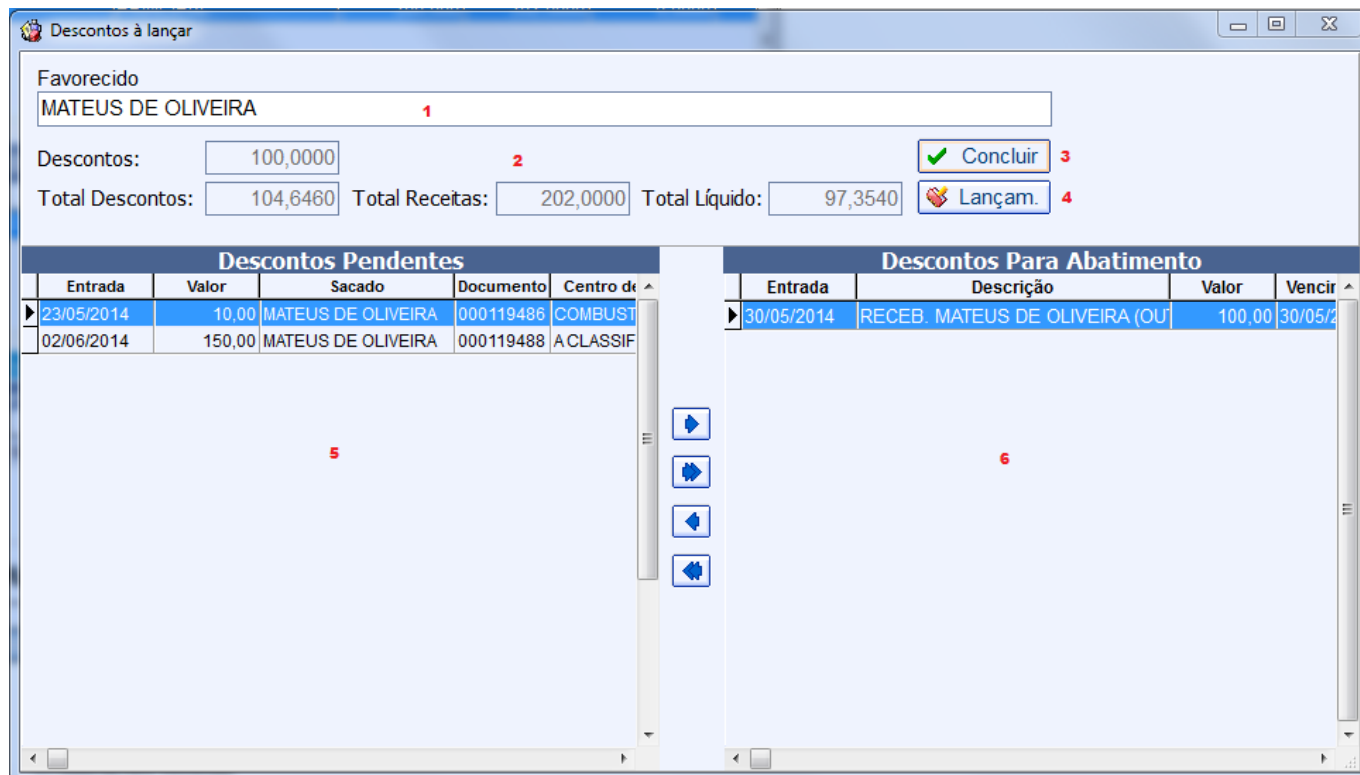 Descontos à lançar
Favorecido
MATEUS DE OLIVEIRA 1
Descontos: 100,0000 2 Concluir 3
Total Descontos: 104,6460 Total Receitas: 202,0000 Total Líquido: 97,3540 Lançam. 4
Descontos Pendentes
Entrada Valor Sacado Documento Centro de
23/05/2014 10,00 MATEUS DE OLIVEIRA 000119486 COMBUST
02/06/2014 150,00 MATEUS DE OLIVEIRA 000119488 A CLASSIF
5
Descontos Para Abatimento
Entrada Descrição Valor Vencir
30/05/2014 RECEB. MATEUS DE OLIVEIRA (OUT 100,00 30/05/2
6